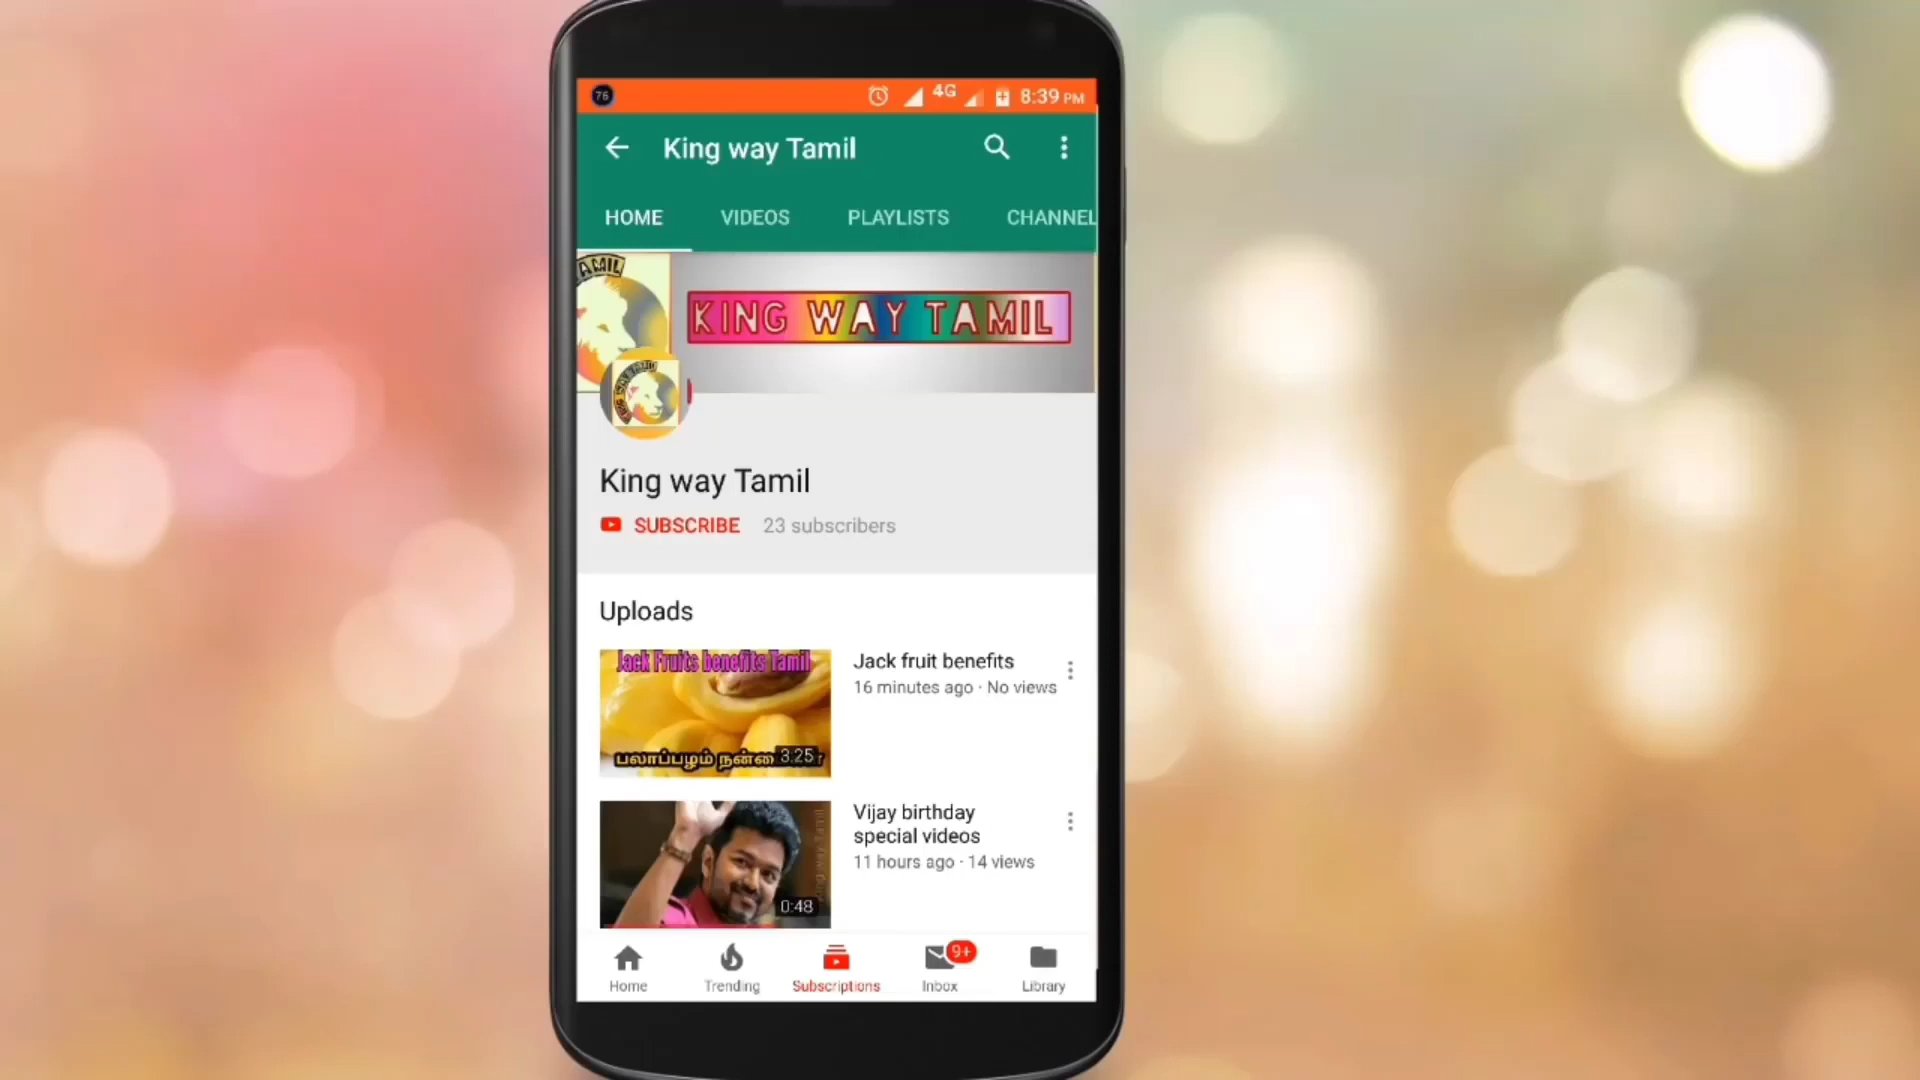 76
4G
8:39 PM
King way Tamil
HOME
VIDEOS
PLAYLISTS
CHANNEL
TAMIL
KING WAY TAMIL
King way Tamil
SUBSCRIBE
23 subscribers
Uploads
Jack Fruits benefits Tamil
பலாப்பழம்
3:25
Jack fruit benefits
16 minutes ago · No views
0:48
Vijay birthday
special videos
11 hours ago · 14 views
9+
Home
Trending
Subscriptions
Inbox
Library